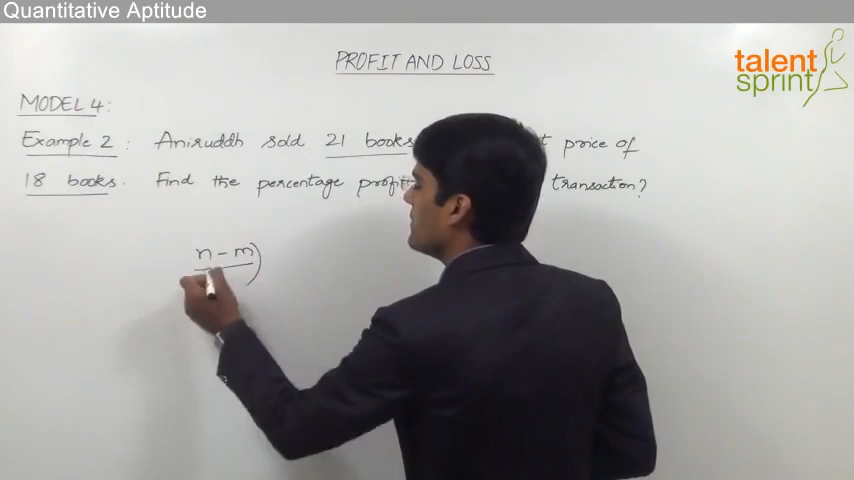 Quantitative Aptitude
talent
sprint
PROFIT AND LOSS
MODEL 4:
Example 2 : Aniruddh sold 21 books price of
18 books. Find the percentage profit transaction?
n - m)